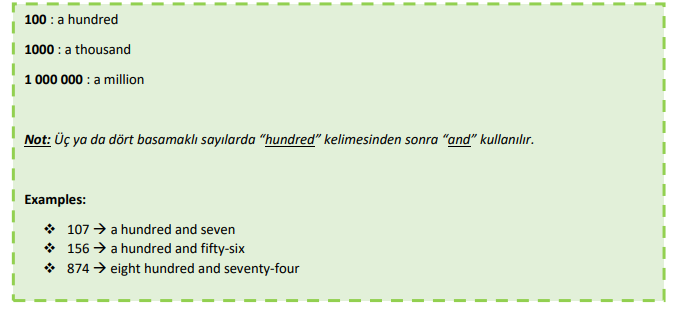 100 : a hundred
1000 : a thousand
1 000 000 : a million
Not: Üç ya da dört basamaklı sayılarda “hundred” kelimesinden sonra “and” kullanılır.
Examples:
❖ 107 → a hundred and seven
❖ 156 → a hundred and fifty-six
❖ 874 → eight hundred and seventy-four